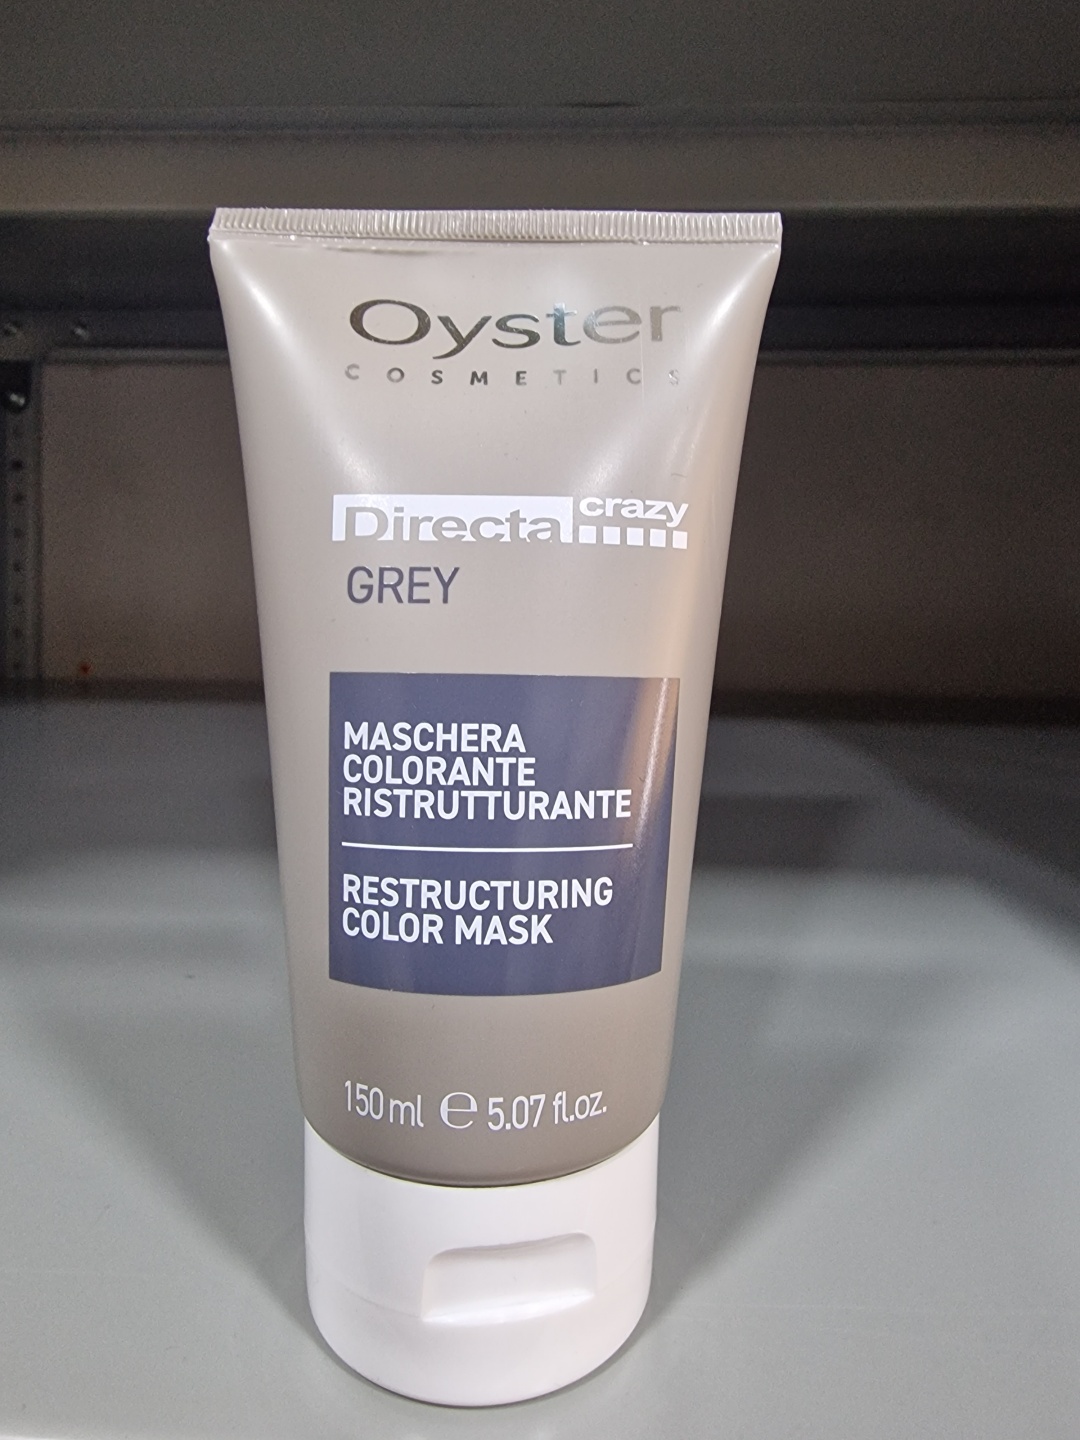 Oyster
COSMETICS
Directa crazy
GREY
MASCHERA
COLORANTE
RISTRUTTURANTE
RESTRUCTURING
COLOR MASK
150 ml ℮ 5.07 fl.oz.